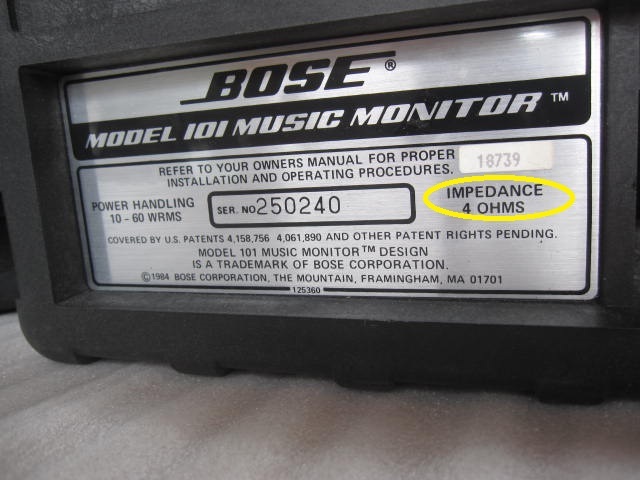 BOSE®
MODEL 101 MUSIC MONITOR™
REFER TO YOUR OWNERS MANUAL FOR PROPER
INSTALLATION AND OPERATING PROCEDURES.
18739
POWER HANDLING
10 - 60 WRMS
SER. NO 250240
IMPEDANCE
4 OHMS
COVERED BY U.S. PATENTS 4,158,756 4,061,890 AND OTHER PATENT RIGHTS PENDING.
MODEL 101 MUSIC MONITOR™ DESIGN
IS A TRADEMARK OF BOSE CORPORATION.
©1984 BOSE CORPORATION, THE MOUNTAIN, FRAMINGHAM, MA 01701
125360